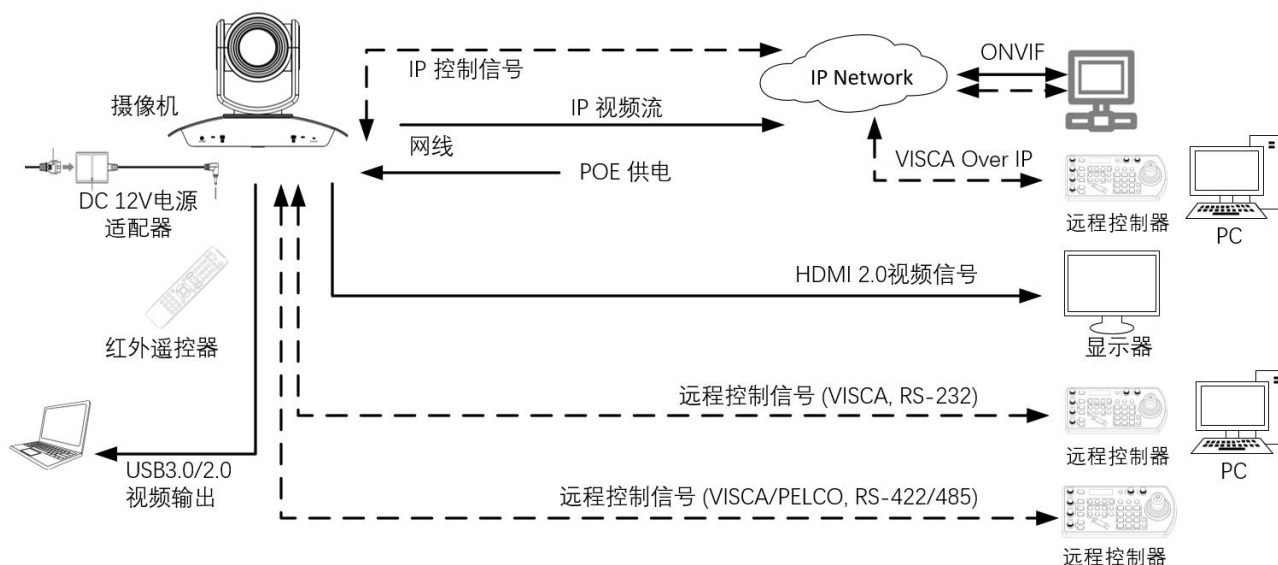 IP 控制信号
IP Network
ONVIF
摄像机
IP 视频流
网线
VISCA Over IP
POE 供电
DC 12V电源
适配器
远程控制器
PC
HDMI 2.0视频信号
红外遥控器
显示器
远程控制信号 (VISCA, RS-232)
远程控制器
PC
USB3.0/2.0
视频输出
远程控制信号 (VISCA/PELCO, RS-422/485)
远程控制器